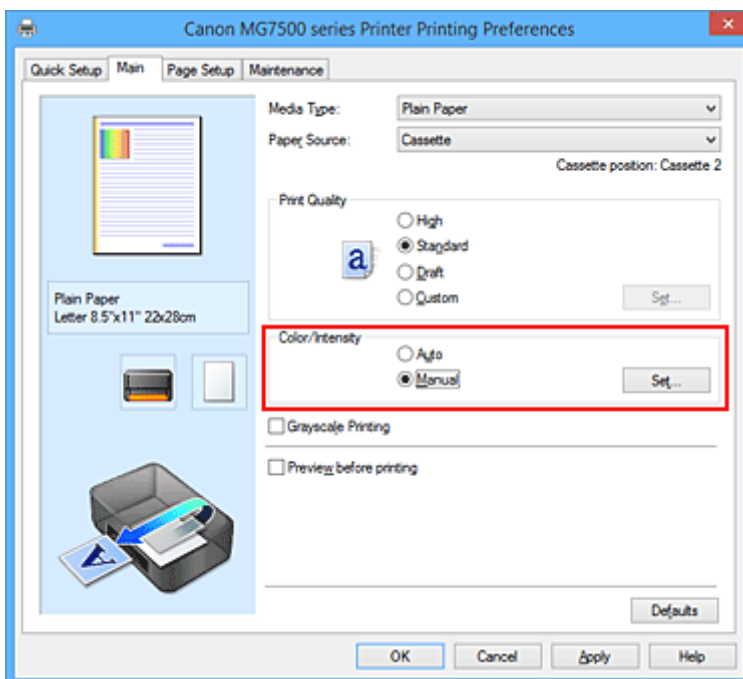 Canon MG7500 series Printer Printing Preferences
Quick Setup Main Page Setup Maintenance
Media Type: Plain Paper
Paper Source: Cassette
Cassette position: Cassette 2
Print Quality
High
a Standard
Draft
Custom Set...
Plain Paper
Letter 8.5"x11" 22x28cm
Color/Intensity
Auto
Manual Set...
Grayscale Printing
Preview before printing
A
Defaults
OK Cancel Apply Help